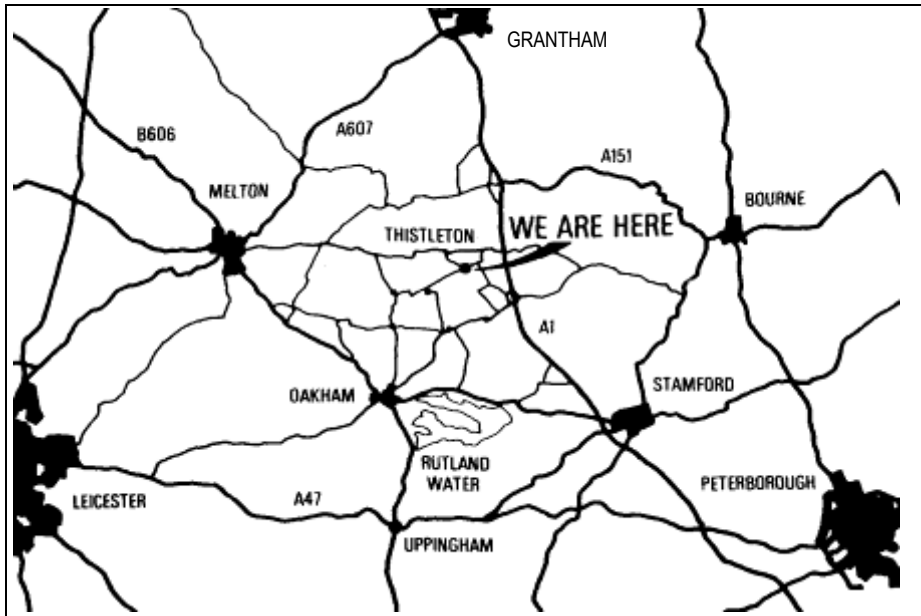 GRANTHAM
B606
A607
A151
MELTON
BOURNE
THISTLETON
WE ARE HERE
A1
OAKHAM
STAMFORD
RUTLAND
WATER
PETERBOROUGH
LEICESTER
A47
UPPINGHAM